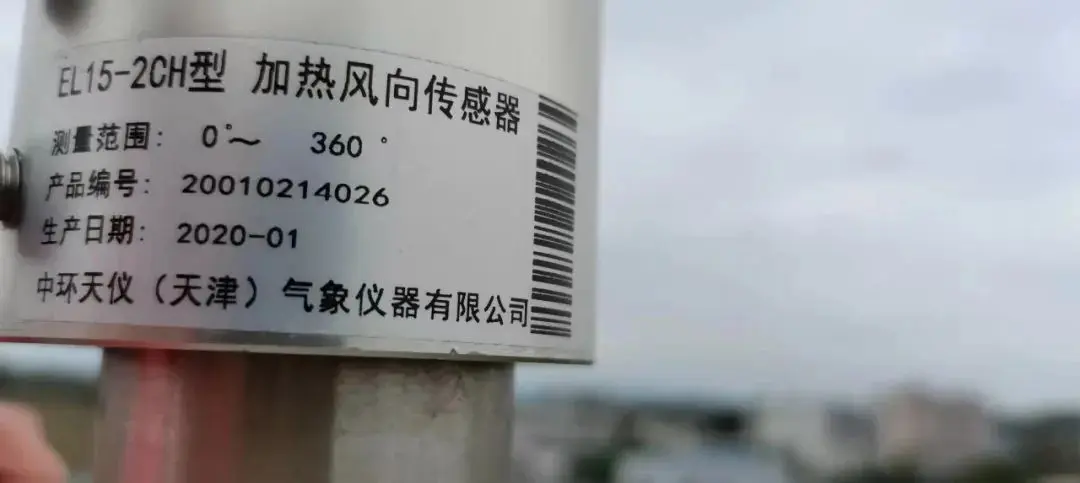 EL15-2CH型 加热风向传感器
测量范围: 0°～ 360°
产品编号: 20010214026
生产日期: 2020-01
中环天仪（天津）气象仪器有限公司